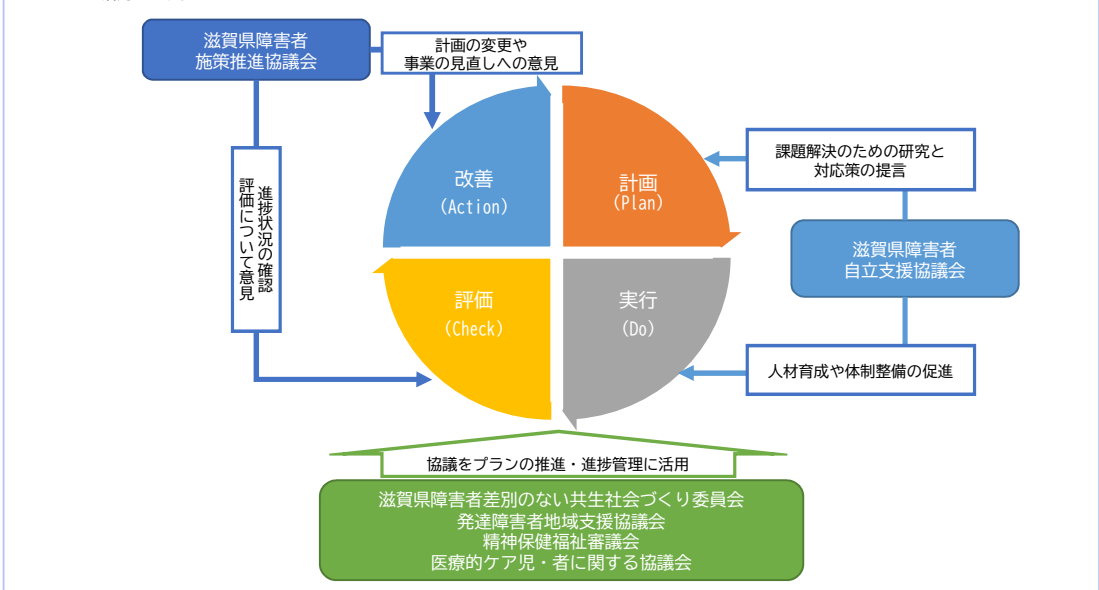 滋賀県障害者
施策推進協議会
計画の変更や
事業の見直しへの意見
進捗状況の確認
評価について意見
改善
(Action)
計画
(Plan)
評価
(Check)
実行
(Do)
課題解決のための研究と
対応策の提言
滋賀県障害者
自立支援協議会
人材育成や体制整備の促進
協議をプランの推進・進捗管理に活用
滋賀県障害者差別のない共生社会づくり委員会
発達障害者地域支援協議会
精神保健福祉審議会
医療的ケア児・者に関する協議会